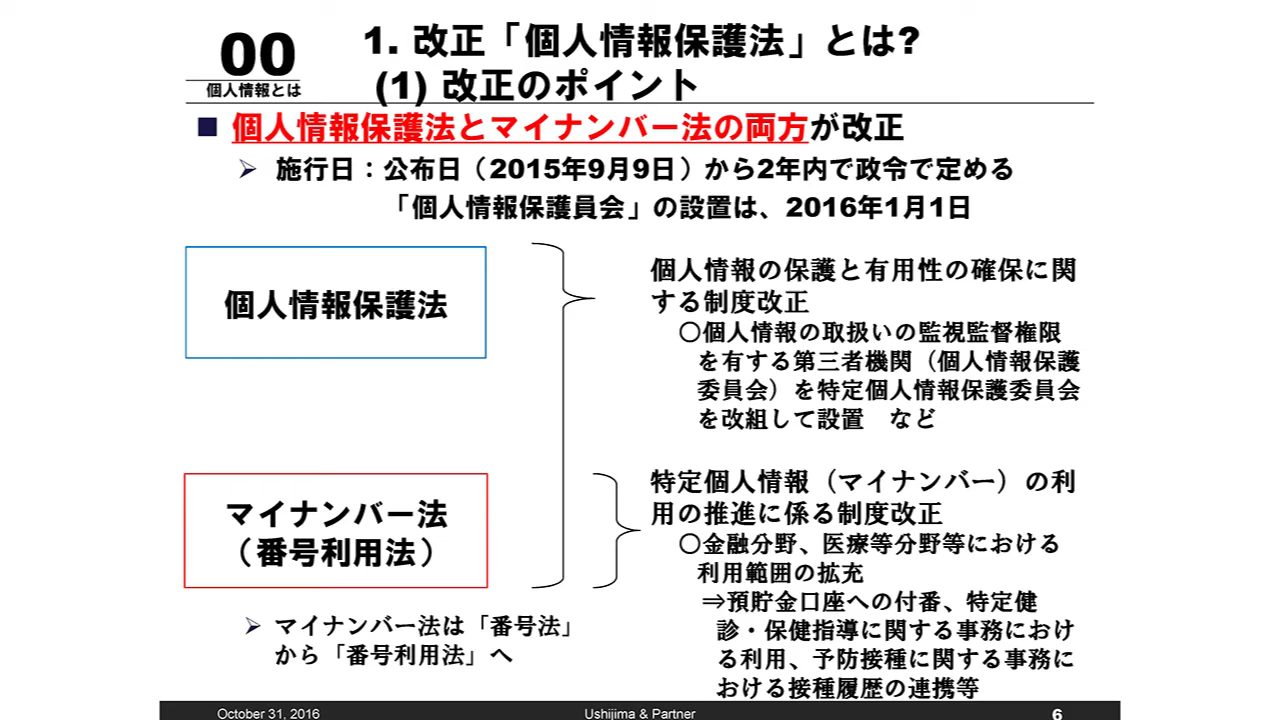 00
個人情報とは
1. 改正「個人情報保護法」とは?
(1) 改正のポイント
■ 個人情報保護法とマイナンバー法の両方が改正
➢ 施行日：公布日（2015年9月9日）から2年内で政令で定める
「個人情報保護員会」の設置は、2016年1月1日
個人情報保護法
個人情報の保護と有用性の確保に関
する制度改正
〇個人情報の取扱いの監視監督権限
を有する第三者機関（個人情報保護
委員会）を特定個人情報保護委員会
を改組して設置　など
マイナンバー法
（番号利用法）
➢ マイナンバー法は「番号法」
から「番号利用法」へ
特定個人情報（マイナンバー）の利
用の推進に係る制度改正
〇金融分野、医療等分野等における
利用範囲の拡充
⇒預貯金口座への付番、特定健
診・保健指導に関する事務におけ
る利用、予防接種に関する事務に
おける接種履歴の連携等
October 31, 2016
Ushijima & Partner
6